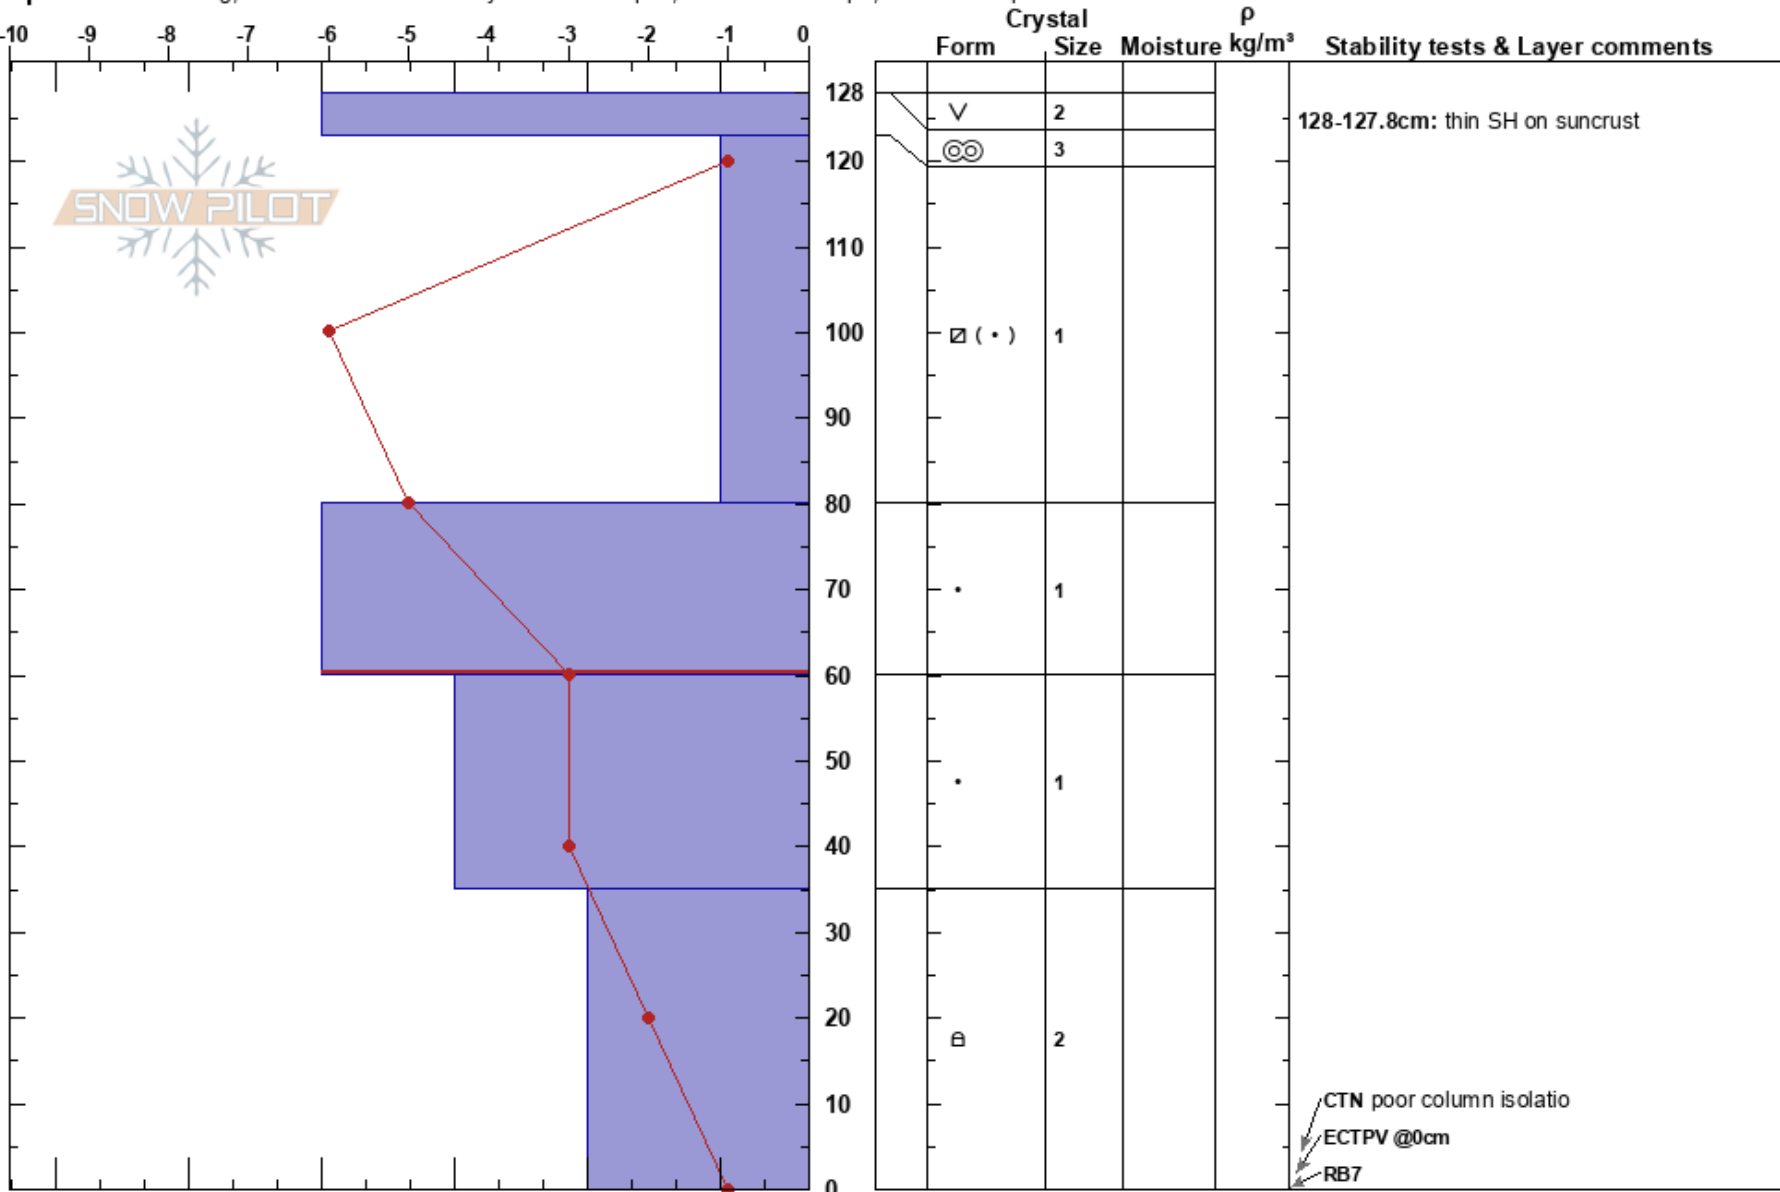 Crystal
ρ
-10 -9 -8 -7 -6 -5 -4 -3 -2 -1 0
Form Size Moisture kg/m³ Stability tests & Layer comments
128
2
128-127.8cm: thin SH on suncrust
3
120
SNOW PILOT
110
100
( • ) 1
90
80
70
• 1
60
50
• 1
40
30
20
2
10
CTN poor column isolatio
ECTPV @0cm
RB7
0